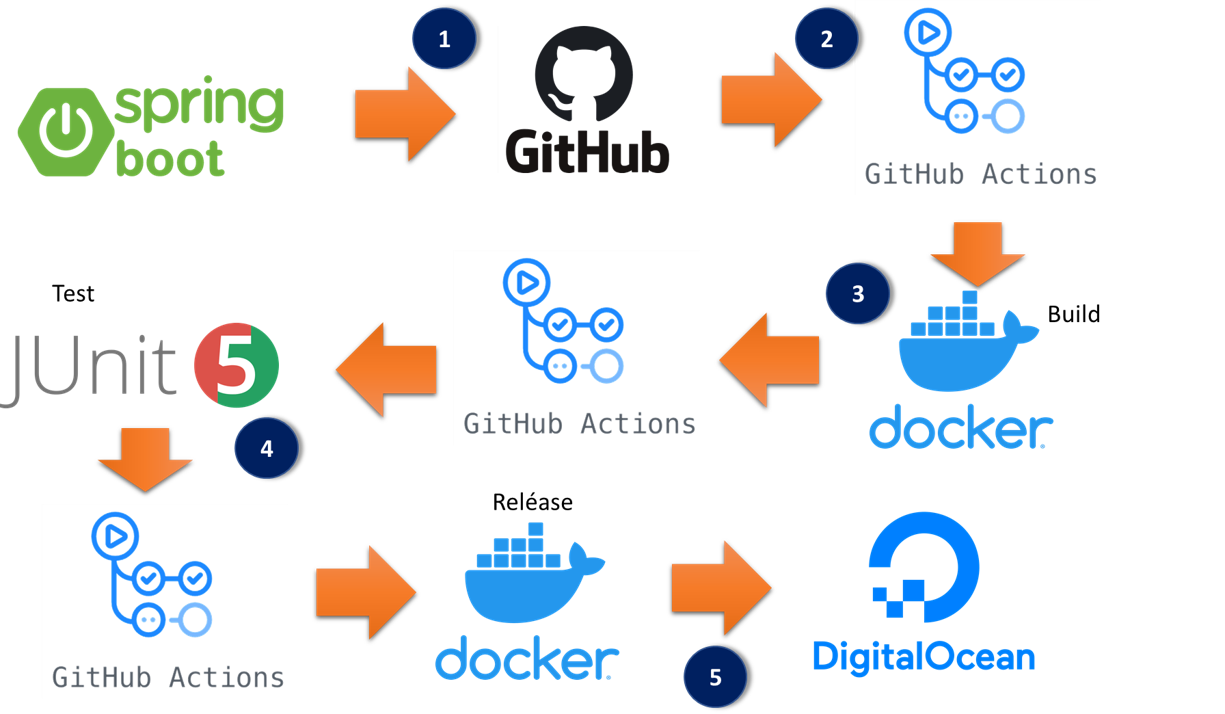 1
2
spring
boot
GitHub
GitHub Actions
3
Test
Build
JUnit 5
GitHub Actions
docker
4
Reléase
GitHub Actions
docker
5
DigitalOcean